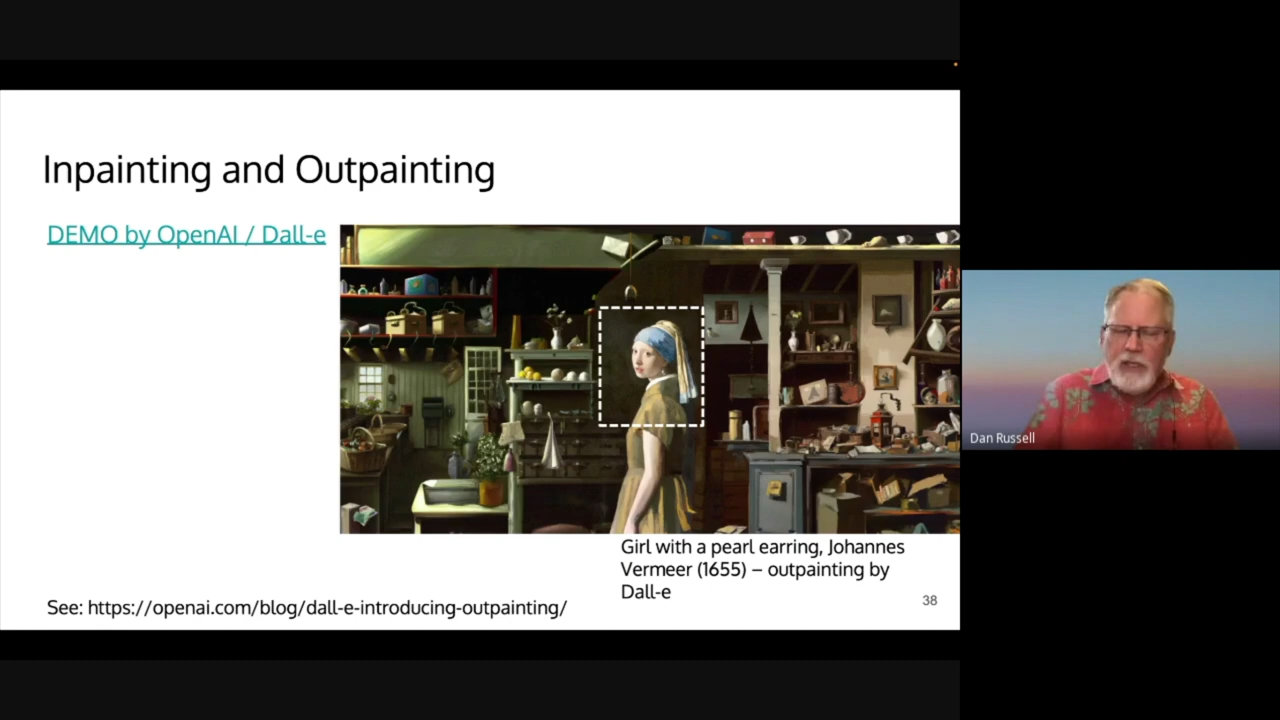 Inpainting and Outpainting
DEMO by OpenAI / Dall-e
Girl with a pearl earring, Johannes
Vermeer (1655) – outpainting by
Dall-e
See: https://openai.com/blog/dall-e-introducing-outpainting/
38
Dan Russell